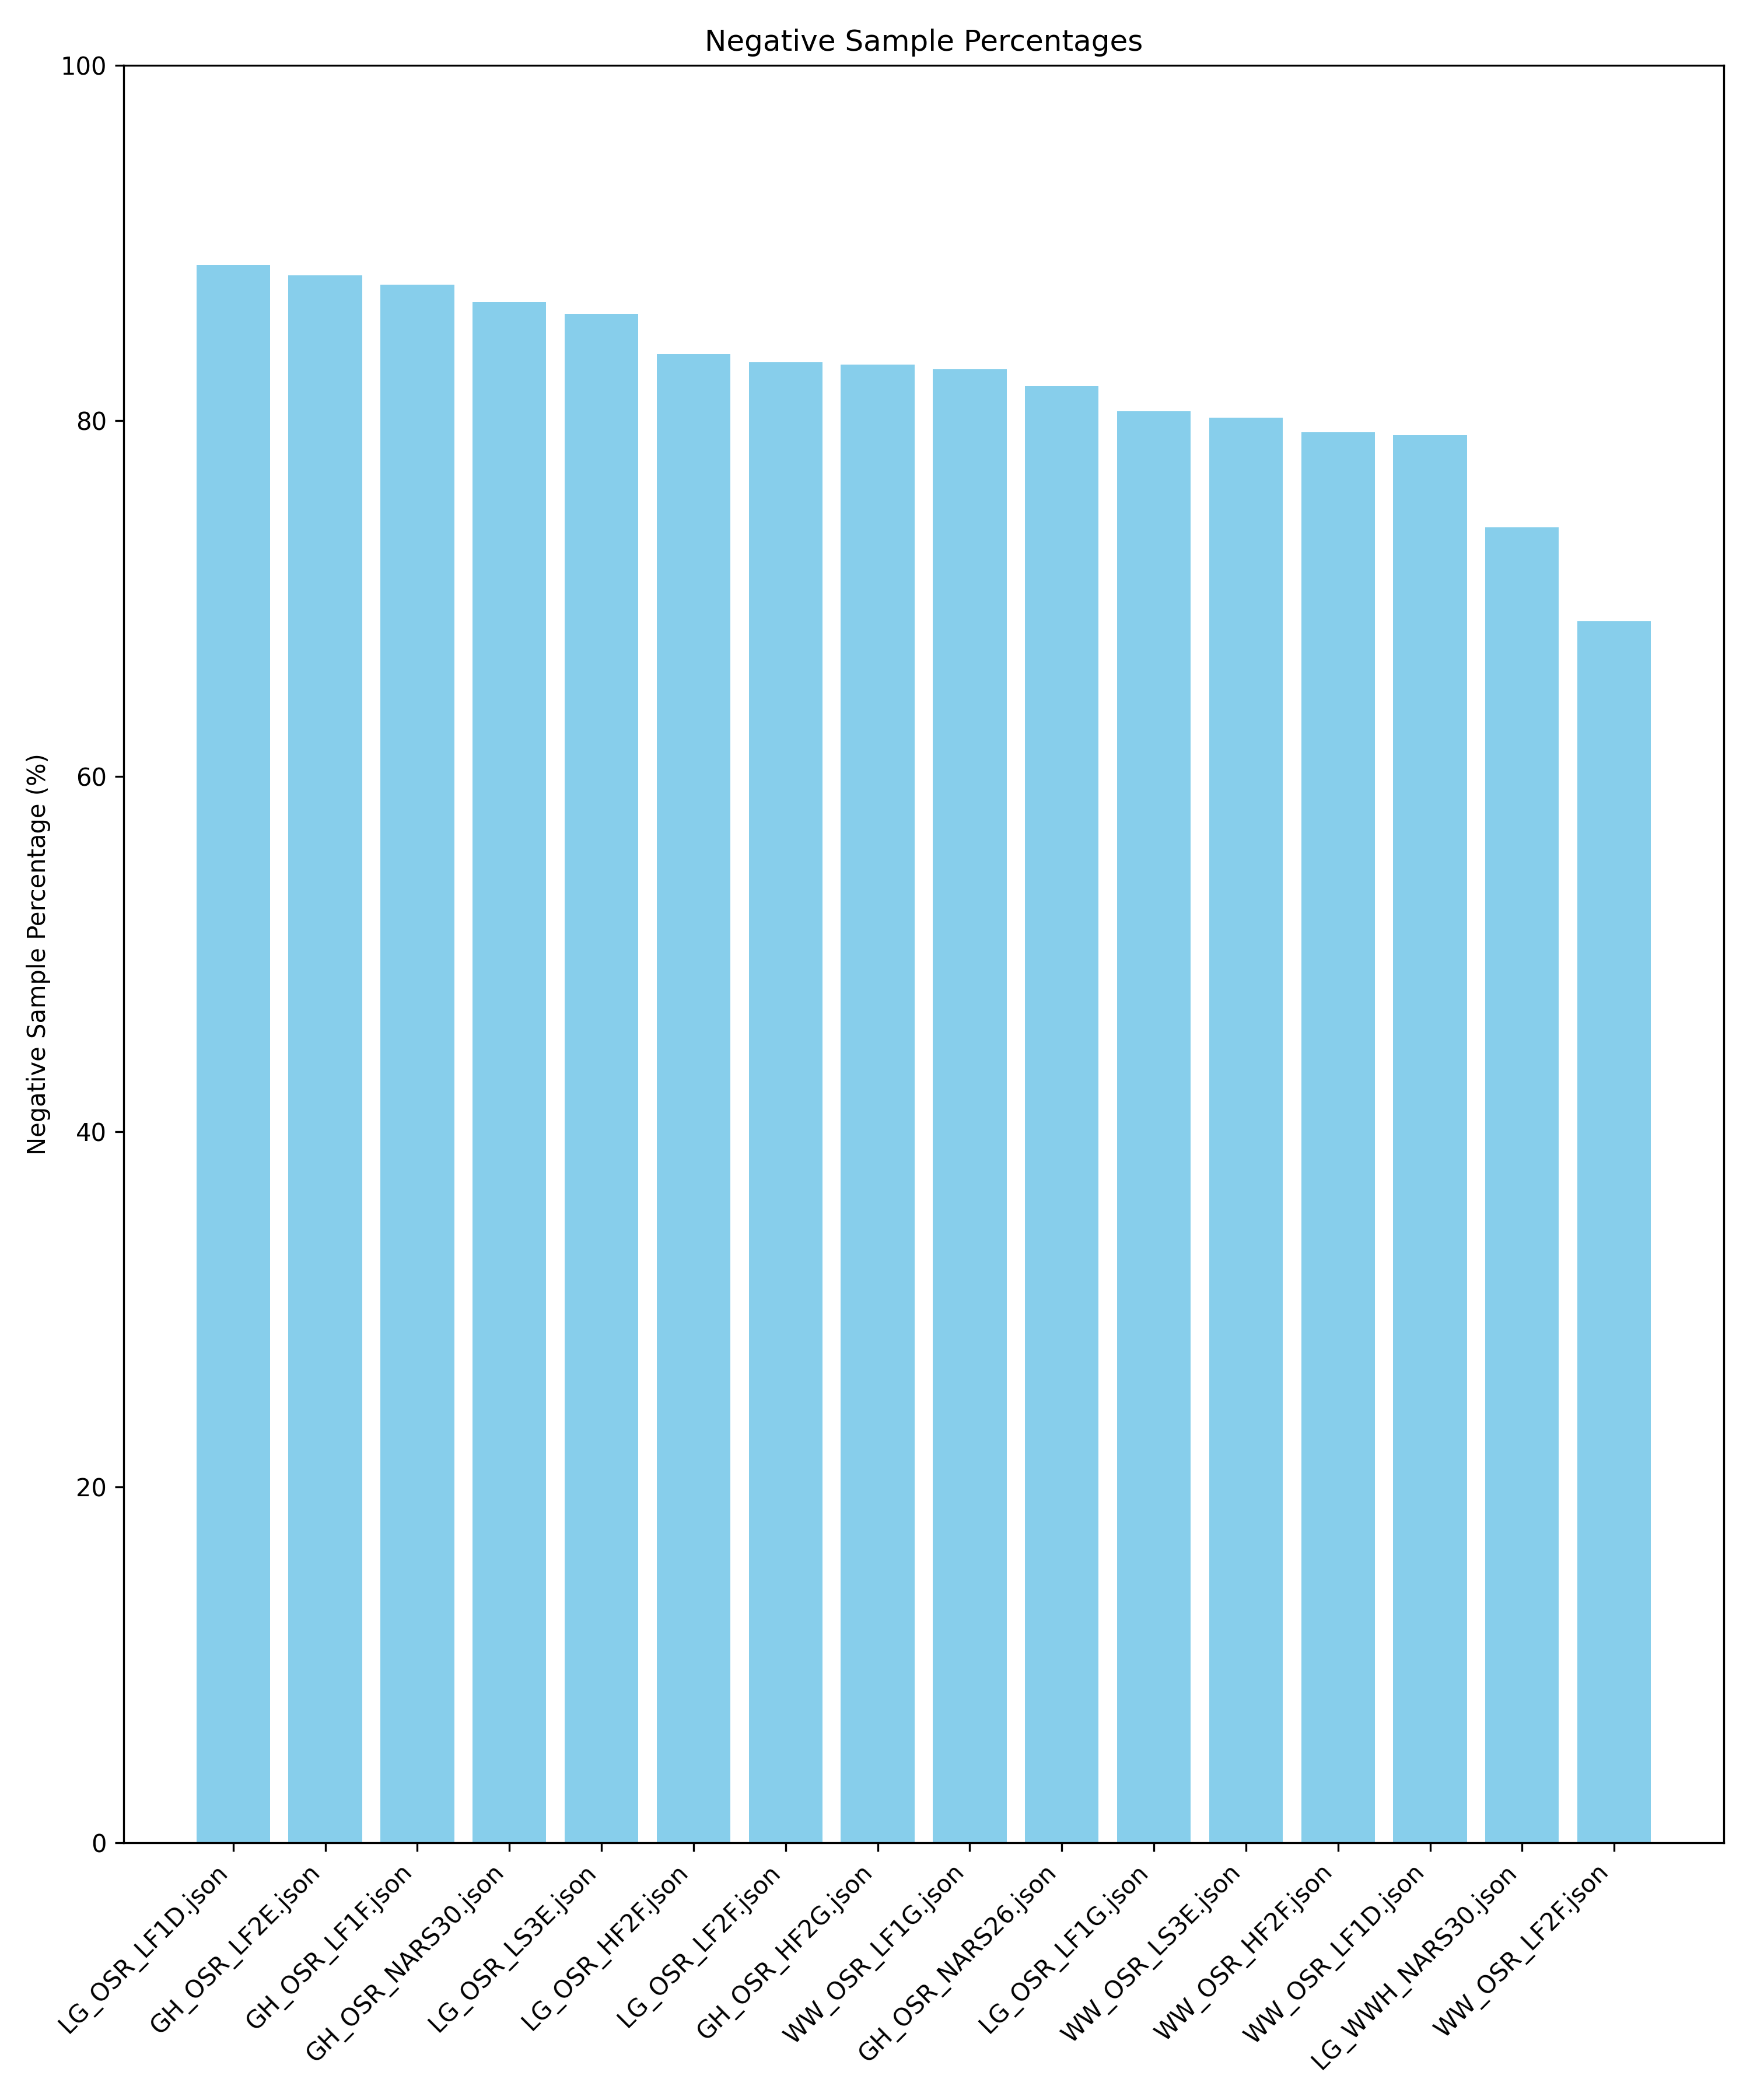 Negative Sample Percentages
Negative Sample Percentage (%)
100
80
60
40
20
0
LG_OSR_LF1D.json
GH_OSR_LF2E.json
GH_OSR_LF1F.json
GH_OSR_NARS30.json
LG_OSR_LS3E.json
LG_OSR_HF2F.json
LG_OSR_LF2F.json
GH_OSR_HF2G.json
WW_OSR_LF1G.json
GH_OSR_NARS26.json
LG_OSR_LF1G.json
WW_OSR_LS3E.json
WW_OSR_HF2F.json
WW_OSR_LF1D.json
LG_WWH_NARS30.json
WW_OSR_LF2F.json